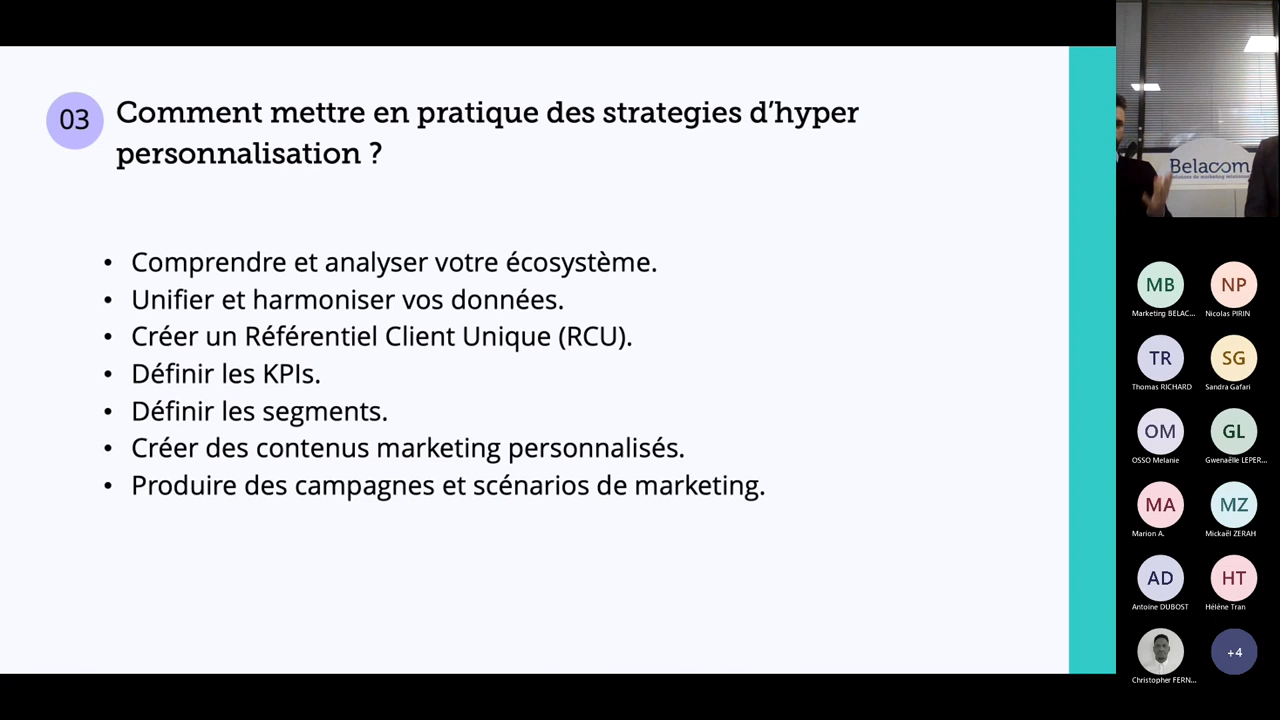 03
Comment mettre en pratique des strategies d’hyper
personnalisation ?
• Comprendre et analyser votre écosystème.
• Unifier et harmoniser vos données.
• Créer un Référentiel Client Unique (RCU).
• Définir les KPIs.
• Définir les segments.
• Créer des contenus marketing personnalisés.
• Produire des campagnes et scénarios de marketing.
Belacom
MB
NP
Marketing BELAC...
Nicolas PIRIN
TR
SG
Thomas RICHARD
Sandra Gafari
OM
GL
OSSO Melanie
Gwenaëlle LEPER...
MA
MZ
Marion A.
Mickaël ZERAH
AD
HT
Antoine DUBOST
Hélène Tran
+4
Christopher FERN...